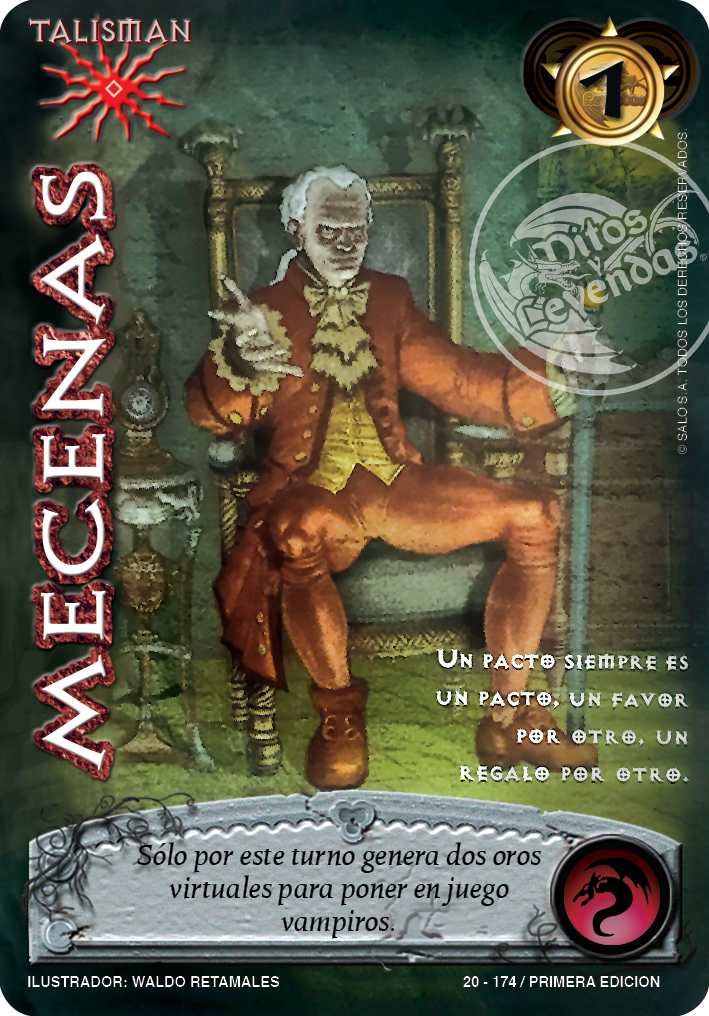 TALISMAN
1
MECENAS
Mitos
y
Leyendas
®
© SALO S.A. TODOS LOS DERECHOS RESERVADOS.
UN PACTO SIEMPRE ES
UN PACTO, UN FAVOR
POR OTRO, UN
REGALO POR OTRO.
Sólo por este turno genera dos oros
virtuales para poner en juego
vampiros.
ILUSTRADOR: WALDO RETAMALES
20 - 174 / PRIMERA EDICION